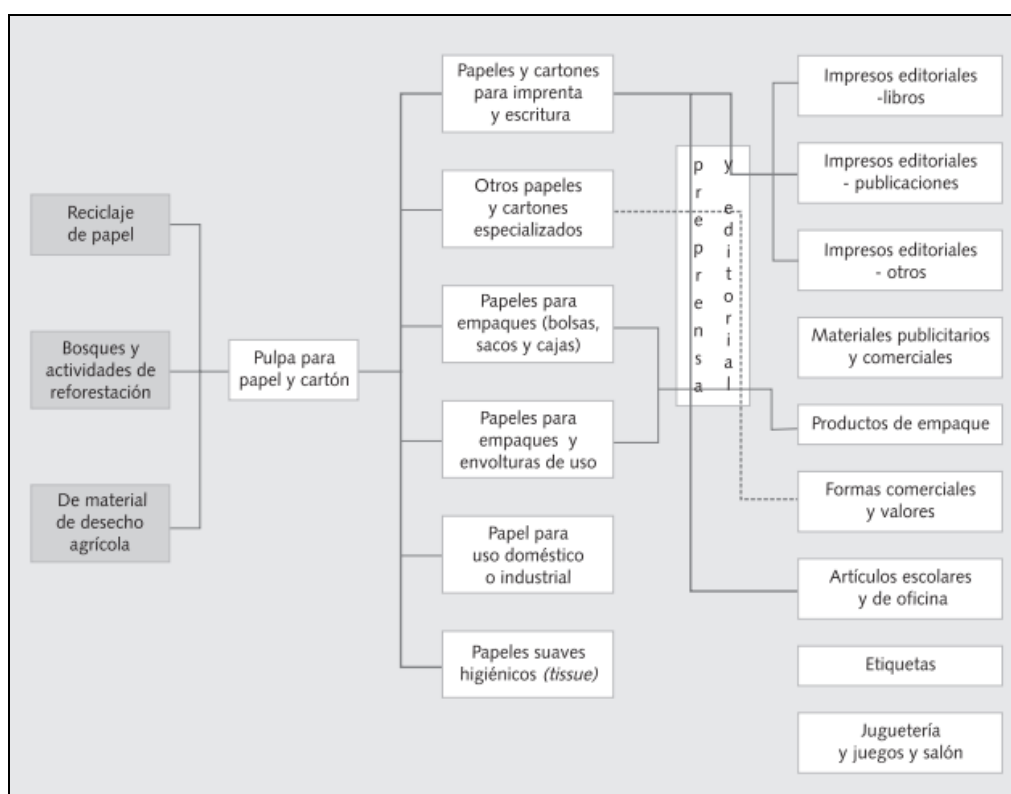 Reciclaje
de papel
Bosques y
actividades de
reforestación
De material
de desecho
agrícola
Pulpa para
papel y cartón
Papeles y cartones
para imprenta
y escritura
Otros papeles
y cartones
especializados
Papeles para
empaques (bolsas,
sacos y cajas)
Papeles para
empaques y
envolturas de uso
Papel para
uso doméstico
o industrial
Papeles suaves
higiénicos (tissue)
preprensa
y editorial
Impresos editoriales
-libros
Impresos editoriales
- publicaciones
Impresos editoriales
- otros
Materiales publicitarios
y comerciales
Productos de empaque
Formas comerciales
y valores
Artículos escolares
y de oficina
Etiquetas
Juguetería
y juegos y salón